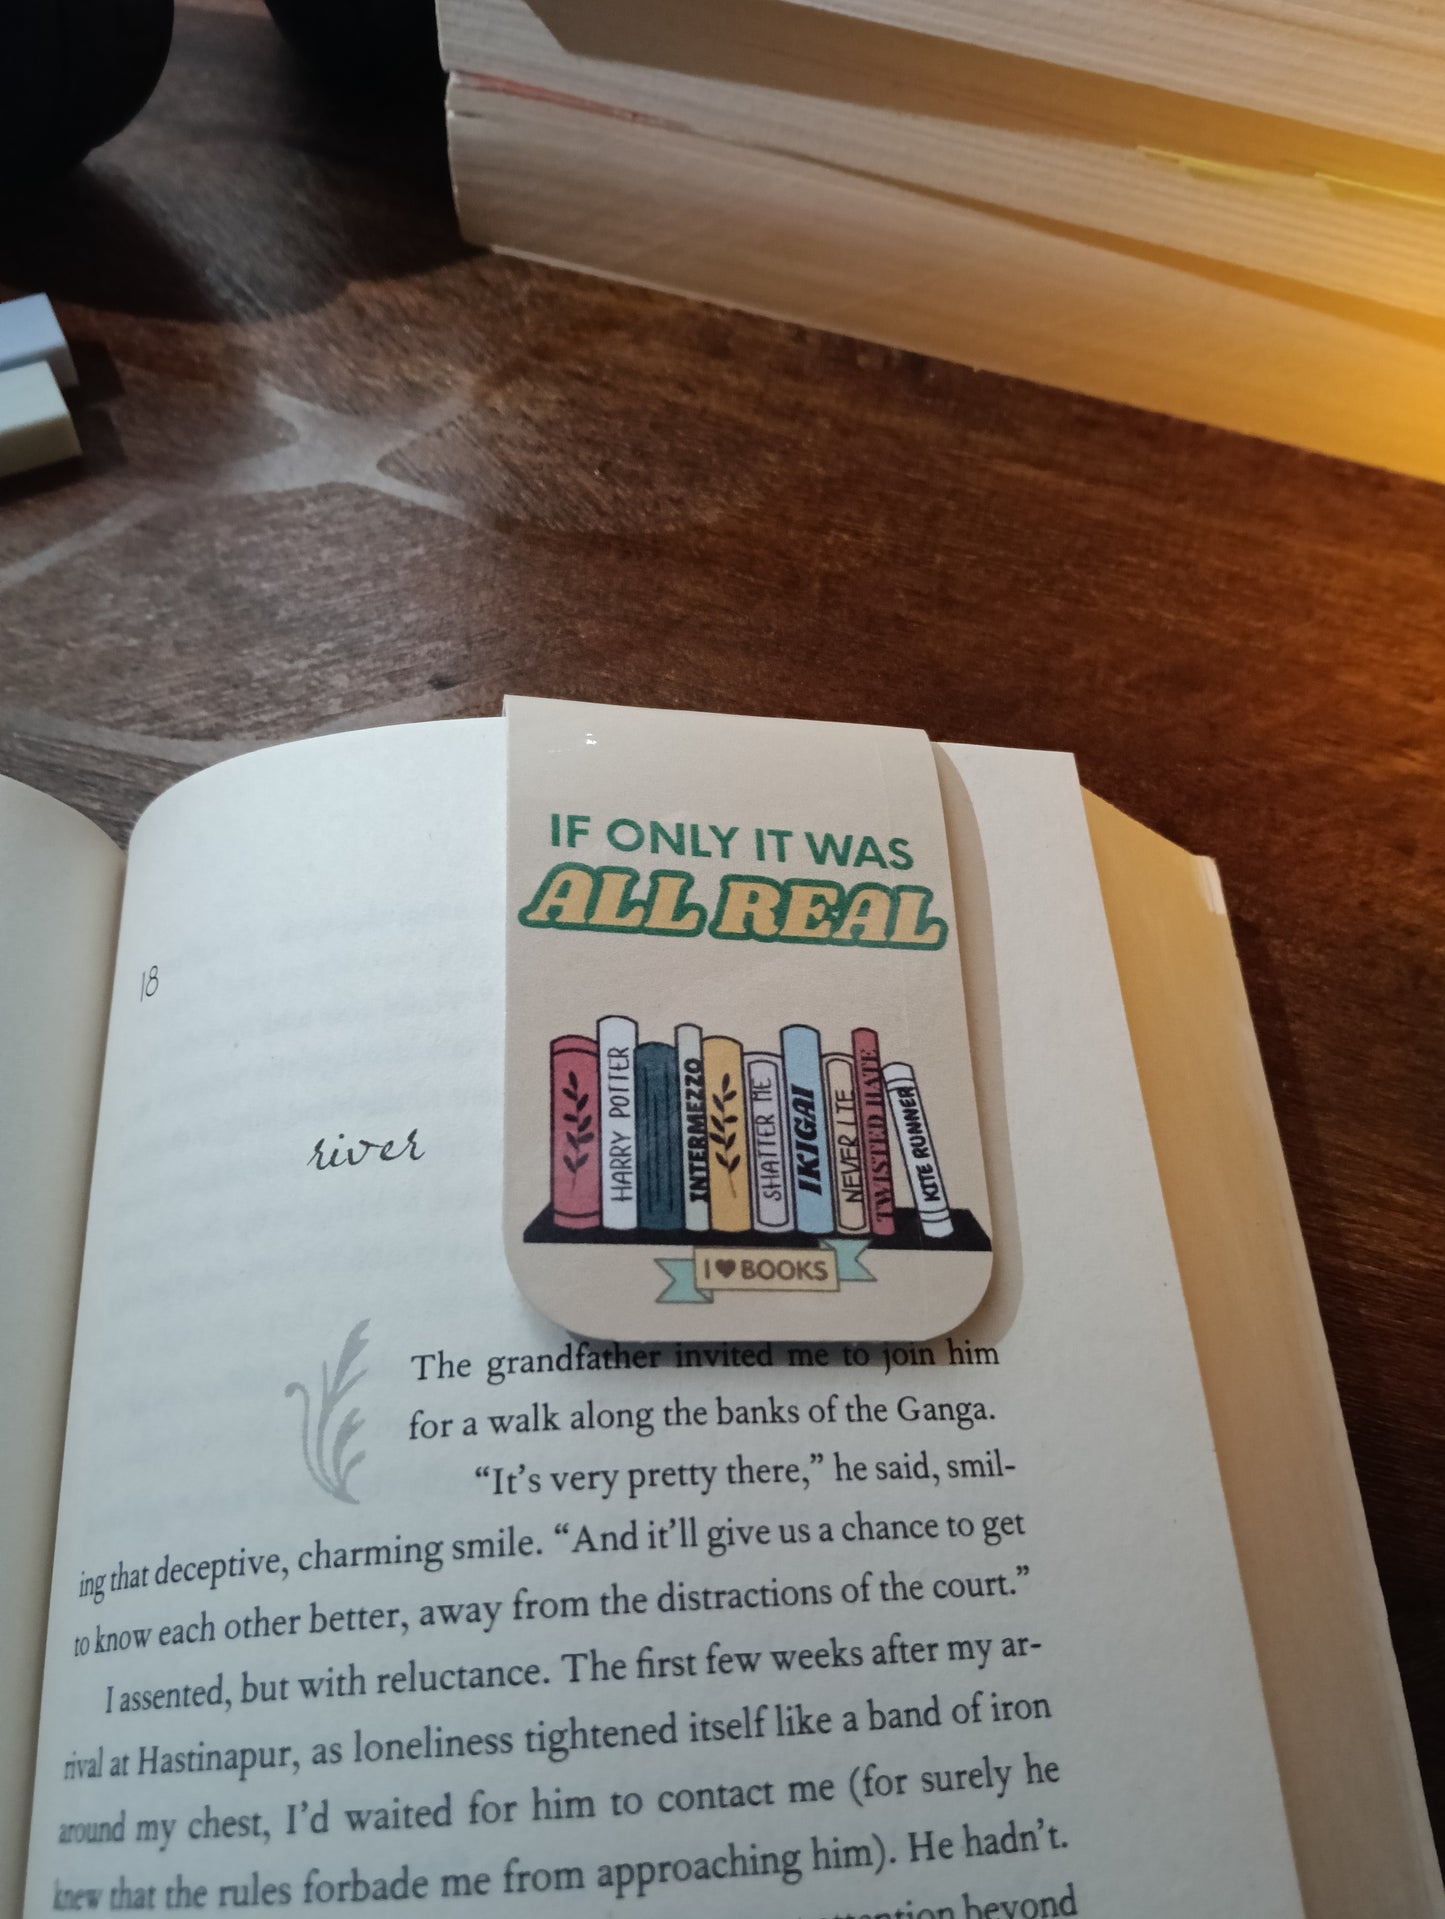 IF ONLY IT WAS
ALL REAL
HARRY POTTER
INTERMEZZO
SHATTER ME
IKIGAI
NEVER LIE
TWISTED HATE
KITE RUNNER
I ♥ BOOKS
18
river
The grandfather invited me to join him
for a walk along the banks of the Ganga.
“It’s very pretty there,” he said, smil-
ing that deceptive, charming smile. “And it’ll give us a chance to get
to know each other better, away from the distractions of the court.”
I assented, but with reluctance. The first few weeks after my ar-
rival at Hastinapur, as loneliness tightened itself like a band of iron
around my chest, I’d waited for him to contact me (for surely he
knew that the rules forbade me from approaching him). He hadn’t.
beyond